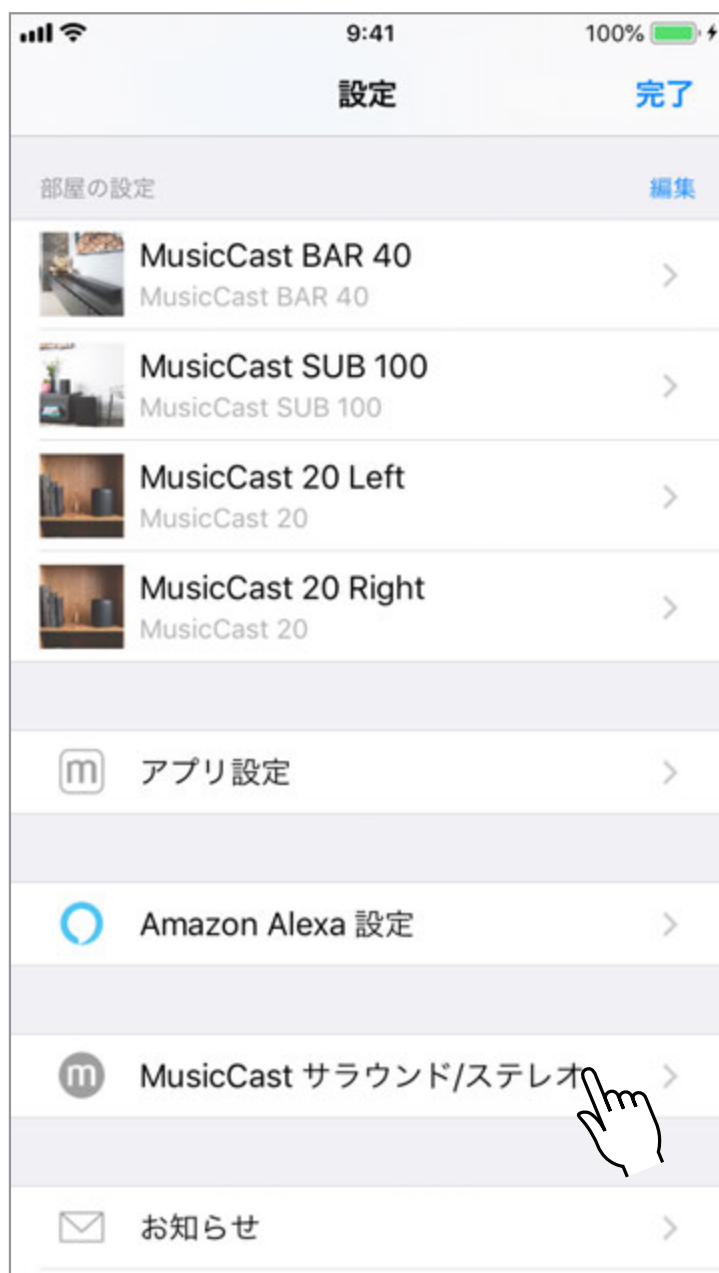 9:41
100%
設定
完了
部屋の設定
編集
MusicCast BAR 40
MusicCast BAR 40
MusicCast SUB 100
MusicCast SUB 100
MusicCast 20 Left
MusicCast 20
MusicCast 20 Right
MusicCast 20
m アプリ設定
Amazon Alexa 設定
m MusicCast サラウンド/ステレオ
お知らせ